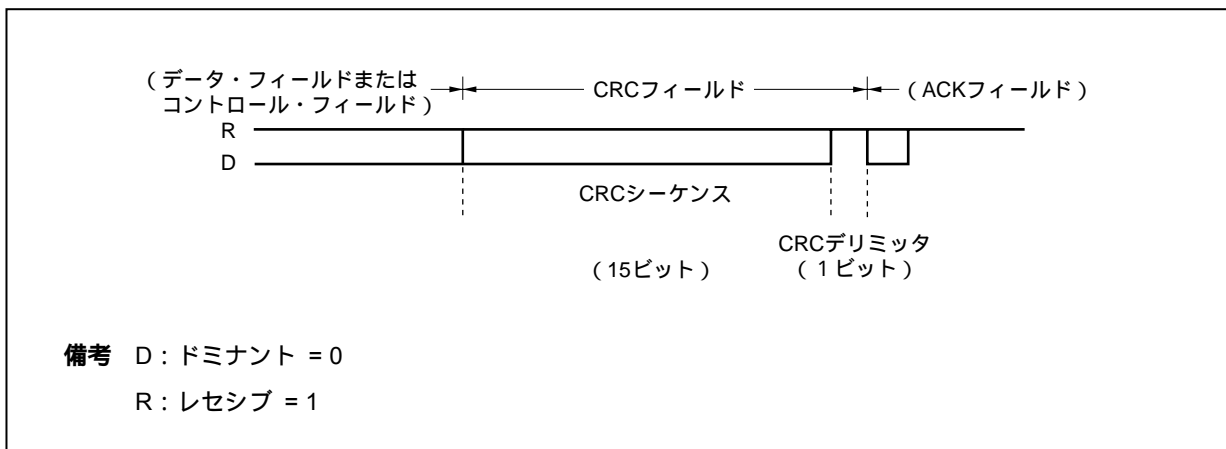 (データ・フィールドまたは
コントロール・フィールド)
CRCフィールド
(ACKフィールド)
R
D
CRCシーケンス
(15ビット)
CRCデリミッタ
(1ビット)
備考 D:ドミナント = 0
R:レセシブ = 1